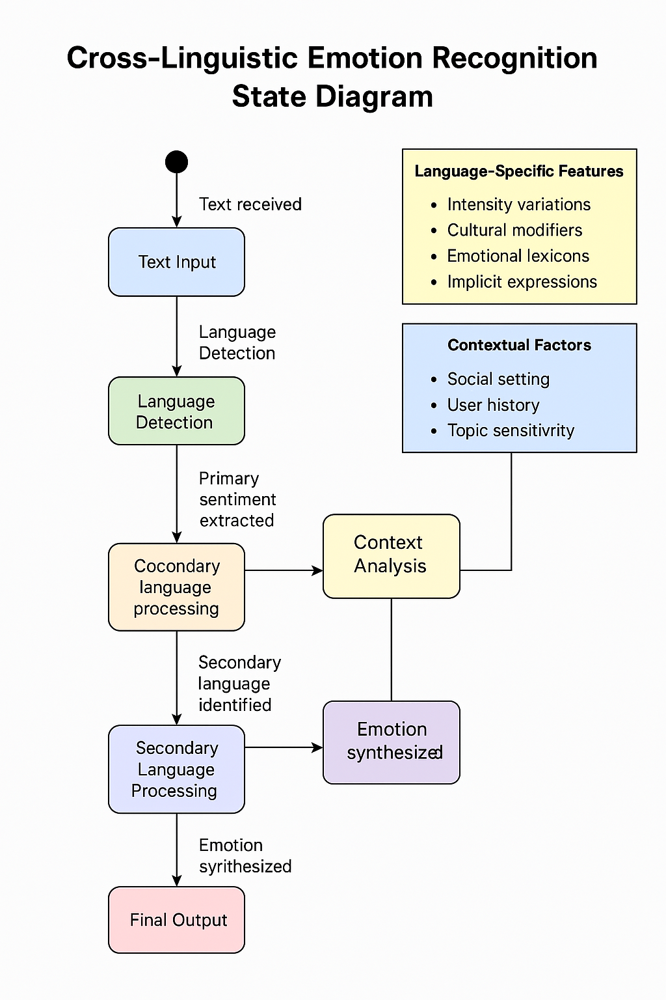 Cross-Linguistic Emotion Recognition
State Diagram
Text received
Text Input
Language
Detection
Language
Detection
Primary
sentiment
extracted
Cocondary
language
processing
Secondary
language
identified
Secondary
Language
Processing
Emotion
syrithesized
Final Output
Language-Specific Features
• Intensity variations
• Cultural modifiers
• Emotional lexicons
• Implicit expressions
Contextual Factors
• Social setting
• User history
• Topic sensitivrity
Context
Analysis
Emotion
synthesized